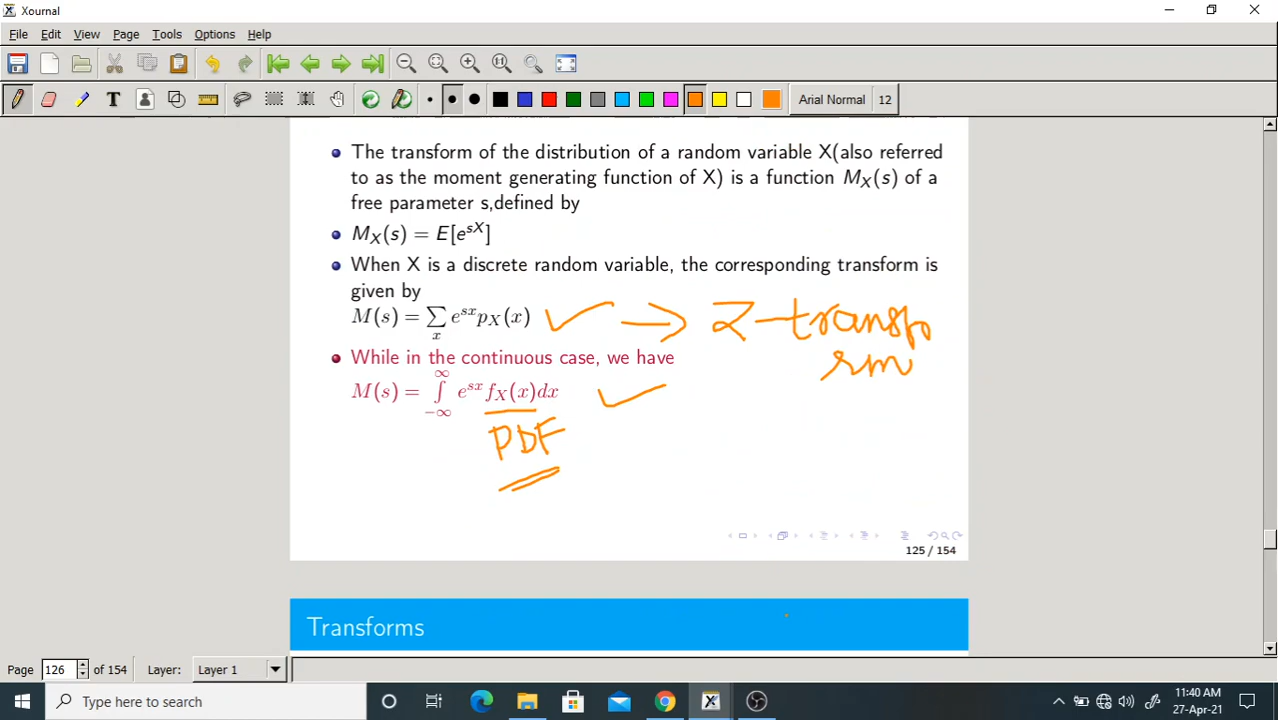 Xournal
File Edit View Page Tools Options Help
Arial Normal 12
The transform of the distribution of a random variable X(also referred
to as the moment generating function of X) is a function M_X(s) of a
free parameter s,defined by
M_X(s) = E[e^{sX}]
When X is a discrete random variable, the corresponding transform is
given by
M(s) = ∑_x e^{sx} p_X(x) → Z-transfo
rm
While in the continuous case, we have
M(s) = ∫_{-∞}^{∞} e^{sx} f_X(x)dx
PDF
125 / 154
Transforms
Page 126 of 154 Layer: Layer 1
Type here to search
11:40 AM
27-Apr-21